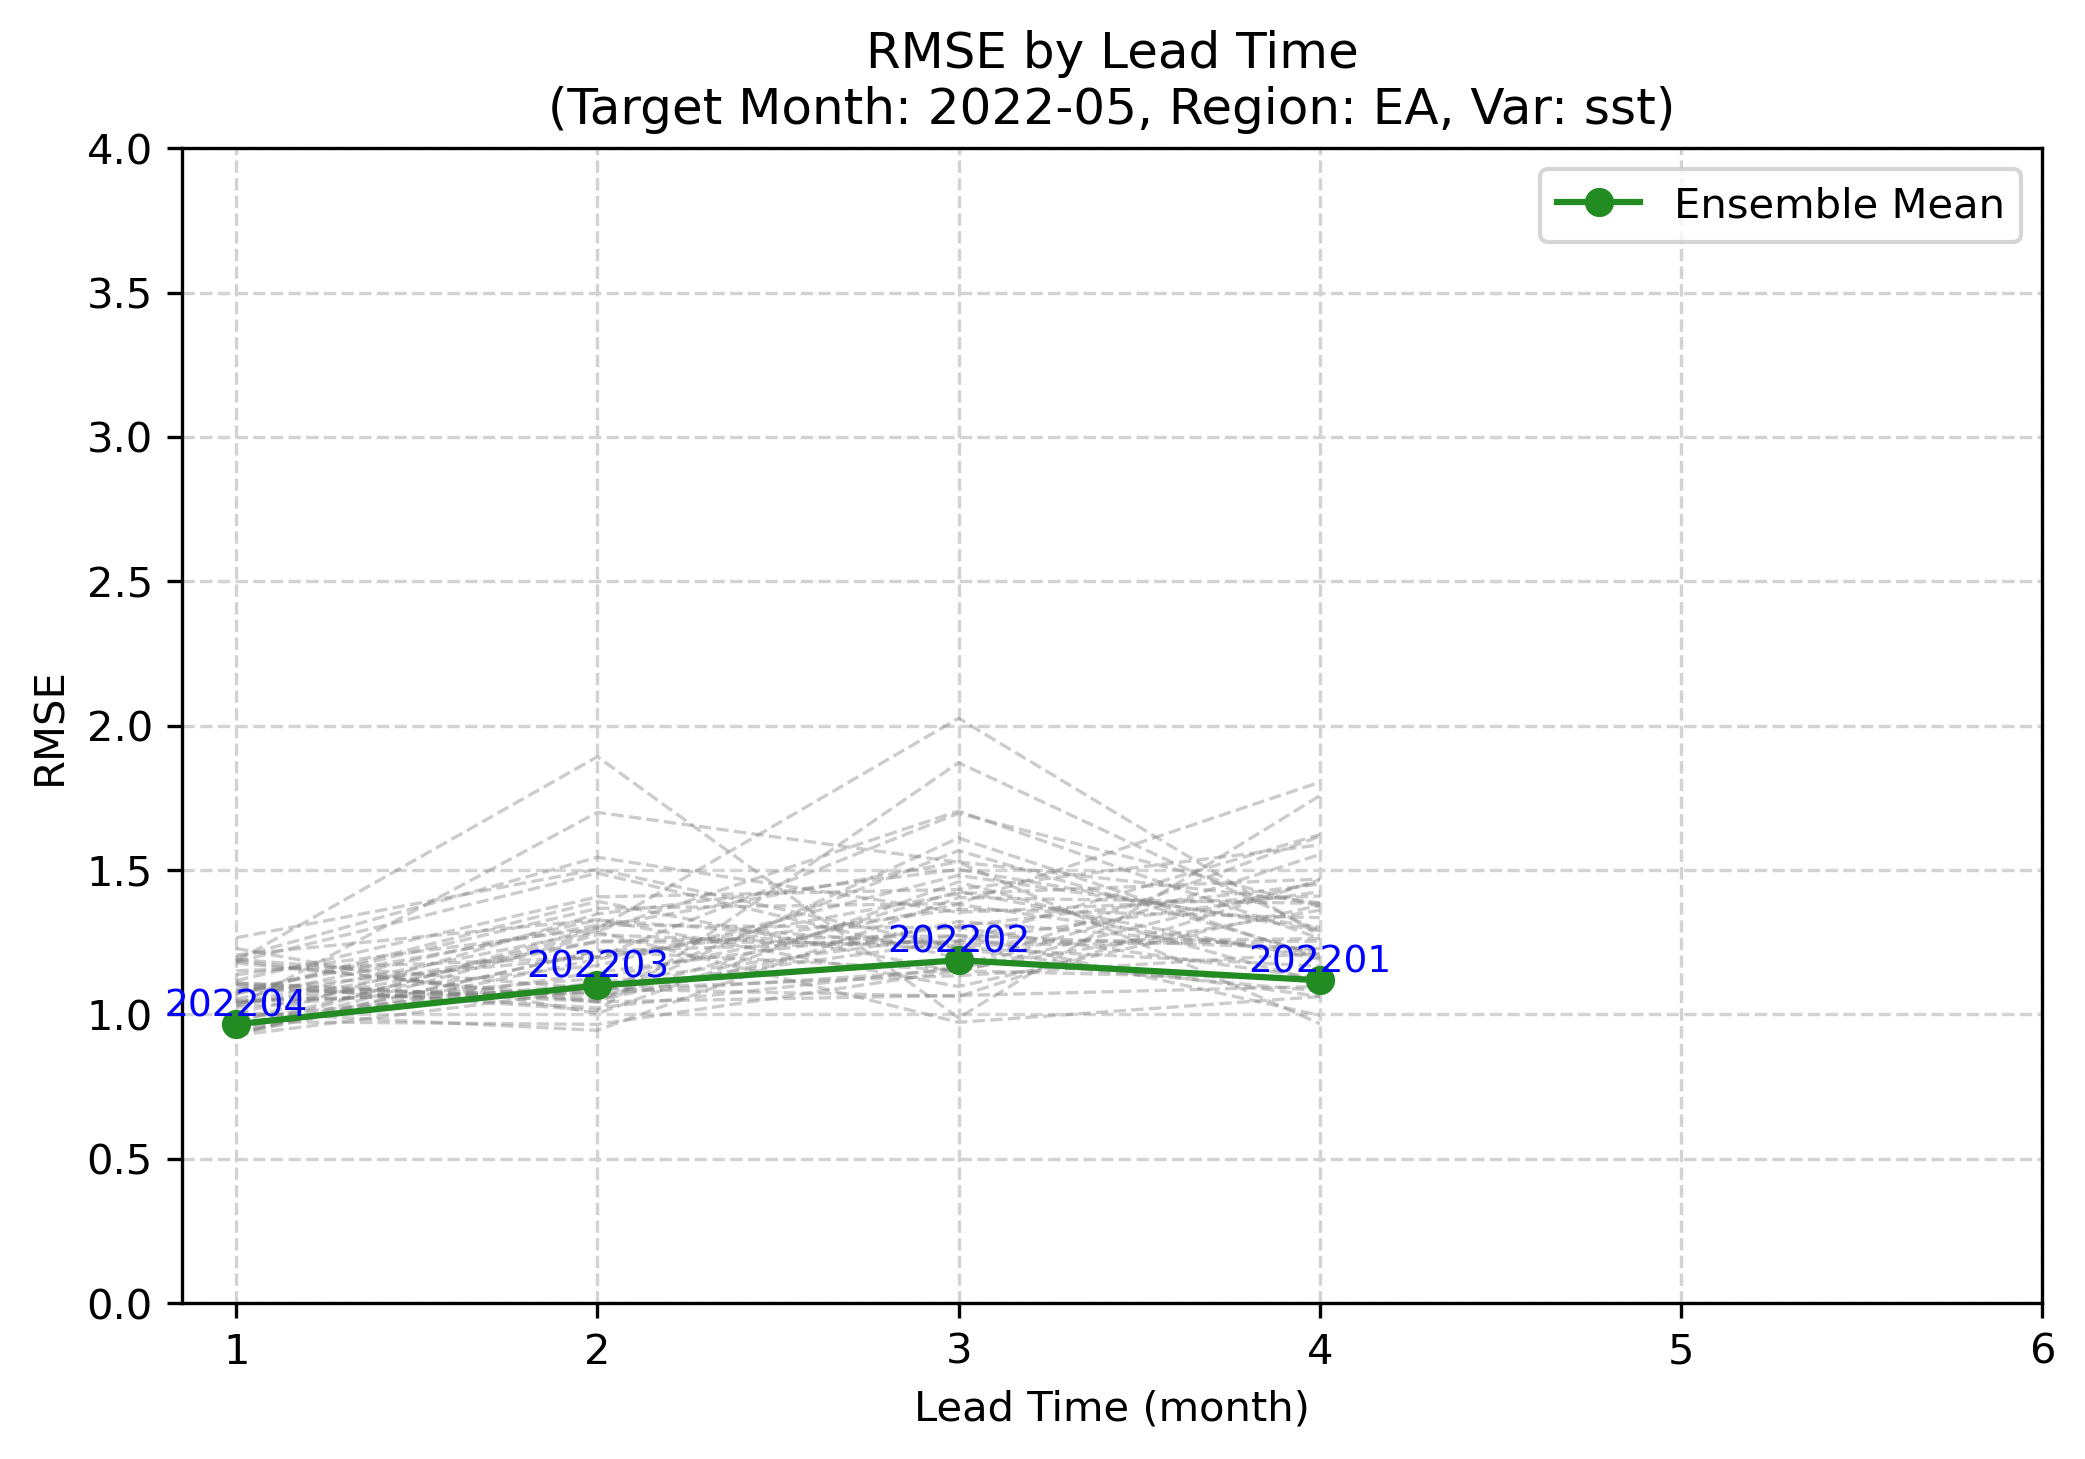 RMSE by Lead Time
(Target Month: 2022-05, Region: EA, Var: sst)
Ensemble Mean
RMSE
4.0
3.5
3.0
2.5
2.0
1.5
1.0
0.5
0.0
202204
202203
202202
202201
1 2 3 4 5 6
Lead Time (month)